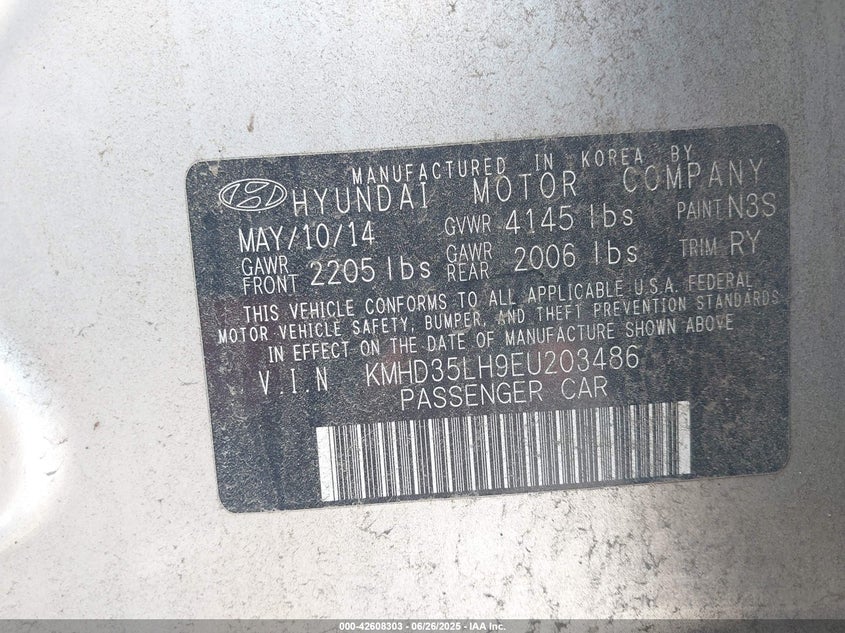 MANUFACTURED IN KOREA BY
HYUNDAI MOTOR COMPANY
MAY/10/14 GVWR 4145 lbs PAINT N3S
GAWR FRONT 2205 lbs GAWR REAR 2006 lbs TRIM RY
THIS VEHICLE CONFORMS TO ALL APPLICABLE U.S.A. FEDERAL
MOTOR VEHICLE SAFETY, BUMPER, AND THEFT PREVENTION STANDARDS
IN EFFECT ON THE DATE OF MANUFACTURE SHOWN ABOVE
V.I.N KMHD35LH9EU203486
PASSENGER CAR
000-42608303 - 06/26/2025 - IAA Inc.